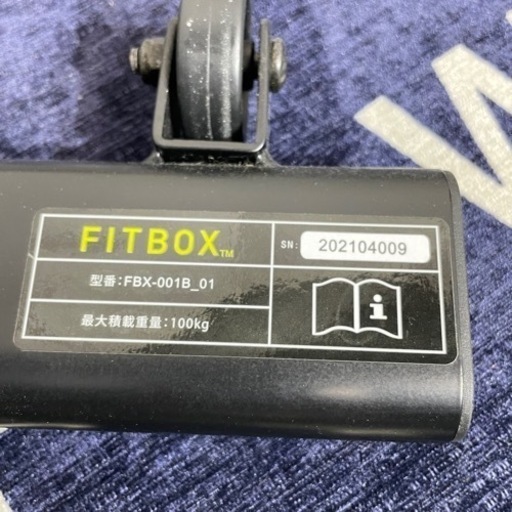 FITBOX™
SN: 202104009
型番:FBX-001B_01
最大積載重量:100kg
i
W